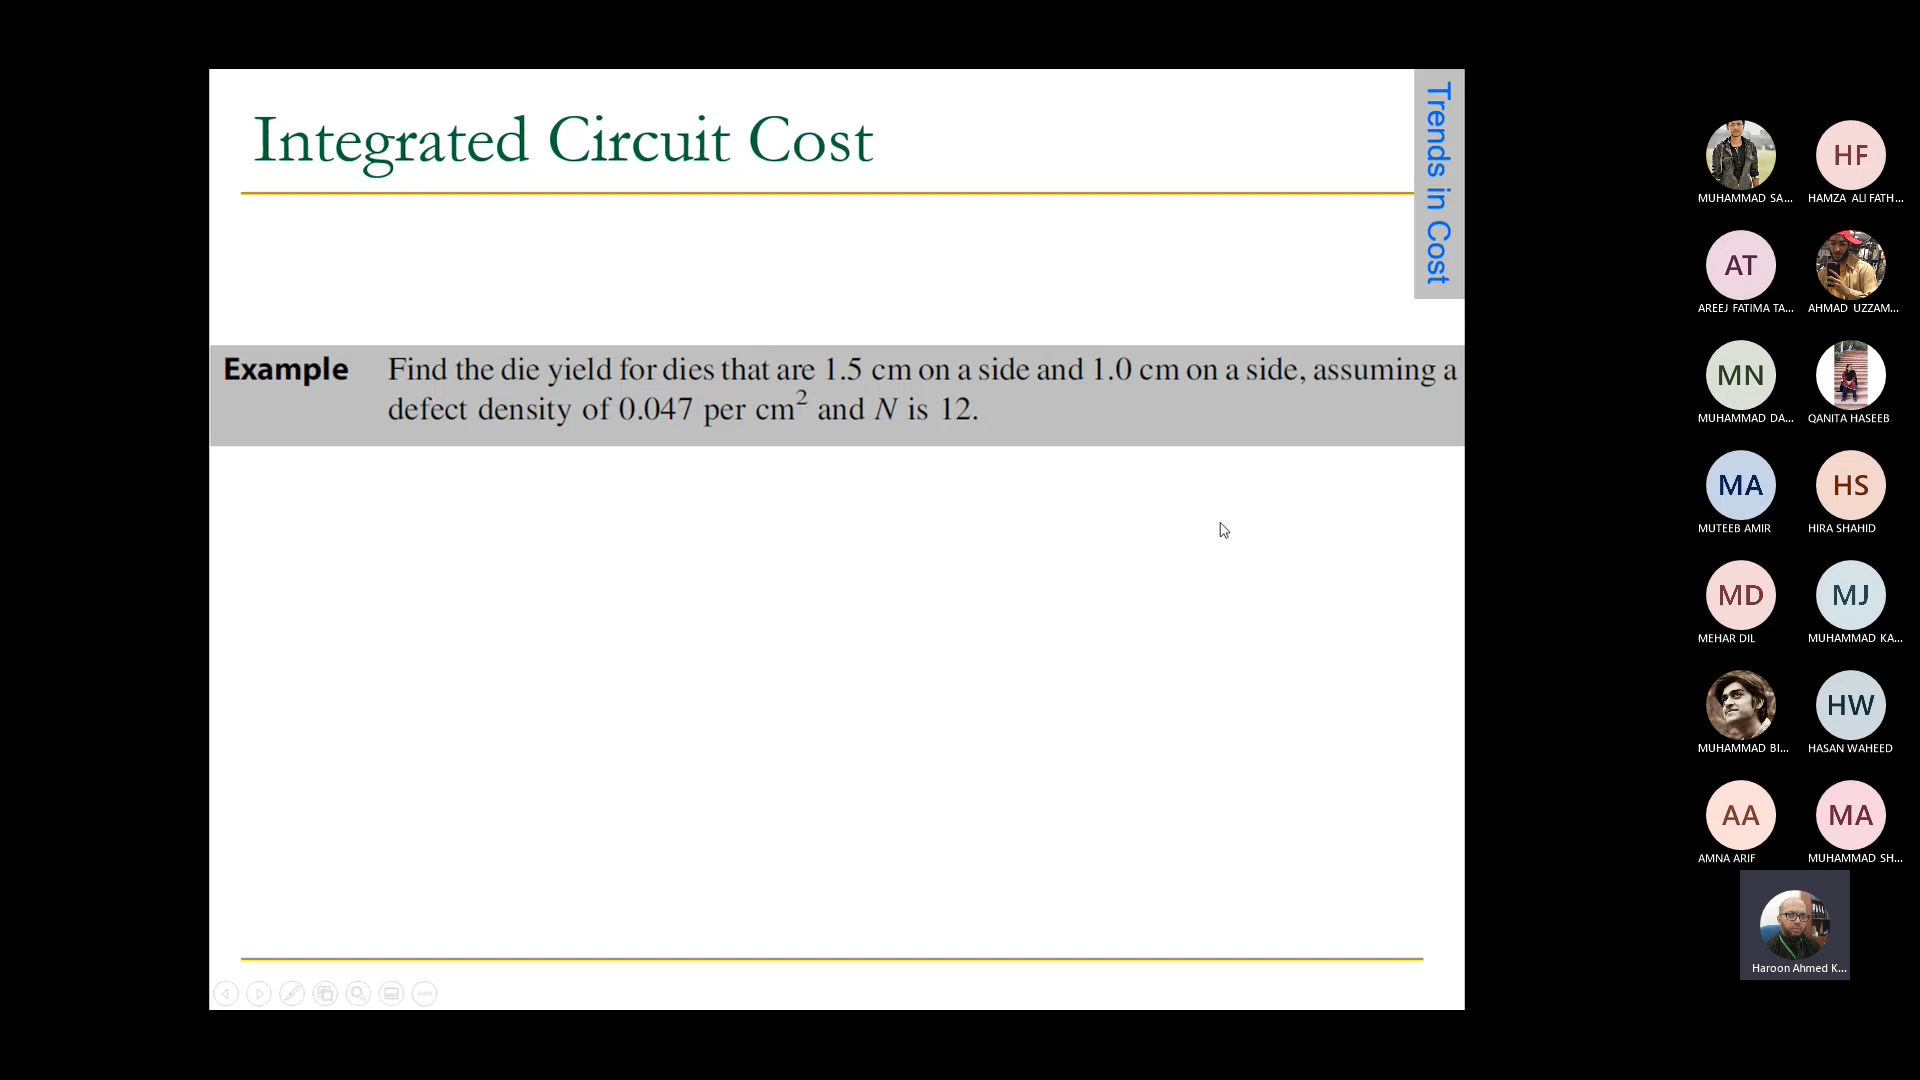 Integrated Circuit Cost
Trends in Cost
Example Find the die yield for dies that are 1.5 cm on a side and 1.0 cm on a side, assuming a
defect density of 0.047 per cm² and N is 12.
HF
MUHAMMAD SA...
HAMZA ALI FATH...
AT
AREEJ FATIMA TA...
AHMAD UZZAM...
MN
MUHAMMAD DA...
QANITA HASEEB
MA
HS
MUTEEB AMIR
HIRA SHAHID
MD
MJ
MEHAR DIL
MUHAMMAD KA...
HW
MUHAMMAD BI...
HASAN WAHEED
AA
MA
AMNA ARIF
MUHAMMAD SH...
Haroon Ahmed K...